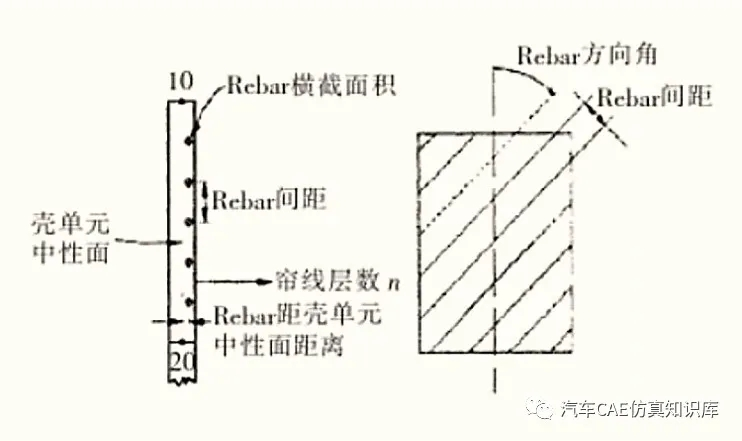 10
Rebar横截面积
Rebar间距
壳单元
中性面
帘线层数 n
Rebar距壳单元
中性面距离
20
Rebar方向角
Rebar间距
汽车CAE仿真知识库